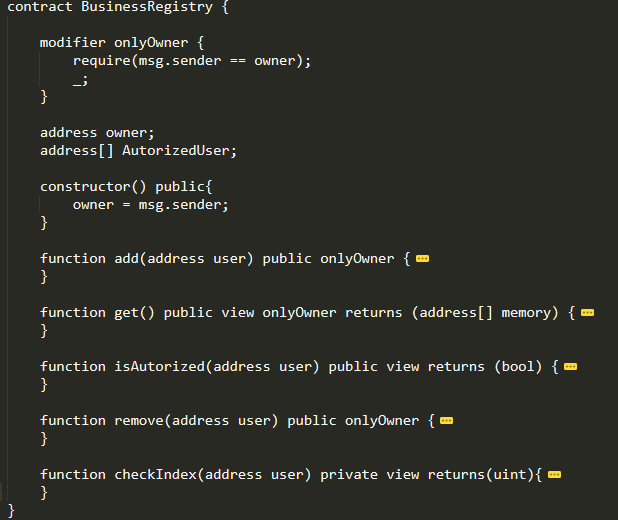 contract BusinessRegistry {
modifier onlyOwner {
require(msg.sender == owner);
_;
}
address owner;
address[] AutorizedUser;
constructor() public{
owner = msg.sender;
}
function add(address user) public onlyOwner {
}
function get() public view onlyOwner returns (address[] memory) {
}
function isAutorized(address user) public view returns (bool) {
}
function remove(address user) public onlyOwner {
}
function checkIndex(address user) private view returns(uint){
}
}